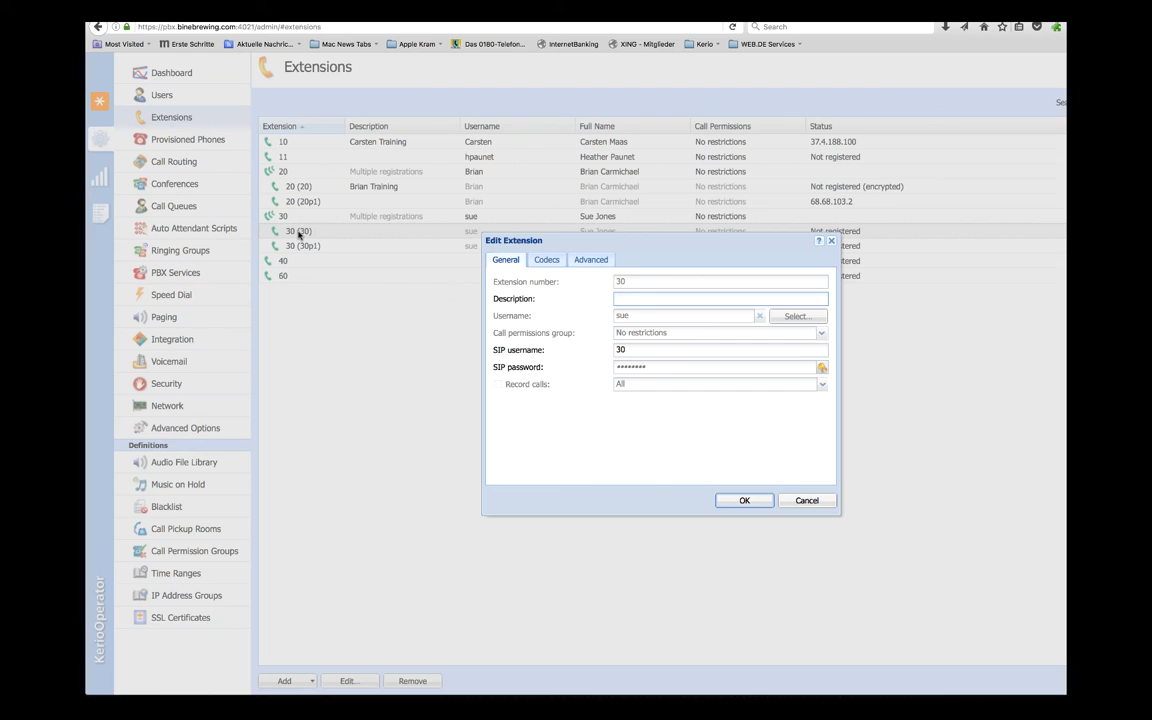 https://pbx.binebrewing.com:4021/admin/#extensions
Search
Most Visited
Erste Schritte
Aktuelle Nachric...
Mac News Tabs
Apple Kram
Das 0180-Telefon...
InternetBanking
XING - Mitglieder
Kerio
WEB.DE Services
Dashboard
Users
Extensions
Provisioned Phones
Call Routing
Conferences
Call Queues
Auto Attendant Scripts
Ringing Groups
PBX Services
Speed Dial
Paging
Integration
Voicemail
Security
Network
Advanced Options
Definitions
Audio File Library
Music on Hold
Blacklist
Call Pickup Rooms
Call Permission Groups
Time Ranges
IP Address Groups
SSL Certificates
KerioOperator
Extensions
Sea
Extension Description Username Full Name Call Permissions Status
10 Carsten Training Carsten Carsten Maas No restrictions 37.4.188.100
11 hpaunet Heather Paunet No restrictions Not registered
20 Multiple registrations Brian Brian Carmichael No restrictions
20 (20) Brian Training Brian Brian Carmichael No restrictions Not registered (encrypted)
20 (20p1) Brian Brian Carmichael No restrictions 68.68.103.2
30 Multiple registrations sue Sue Jones No restrictions
30 (30) sue Sue Jones No restrictions Not registered
30 (30p1) sue
40
60
Edit Extension
General Codecs Advanced
Extension number: 30
Description:
Username: sue Select...
Call permissions group: No restrictions
SIP username: 30
SIP password: ********
Record calls: All
OK Cancel
Add Edit... Remove